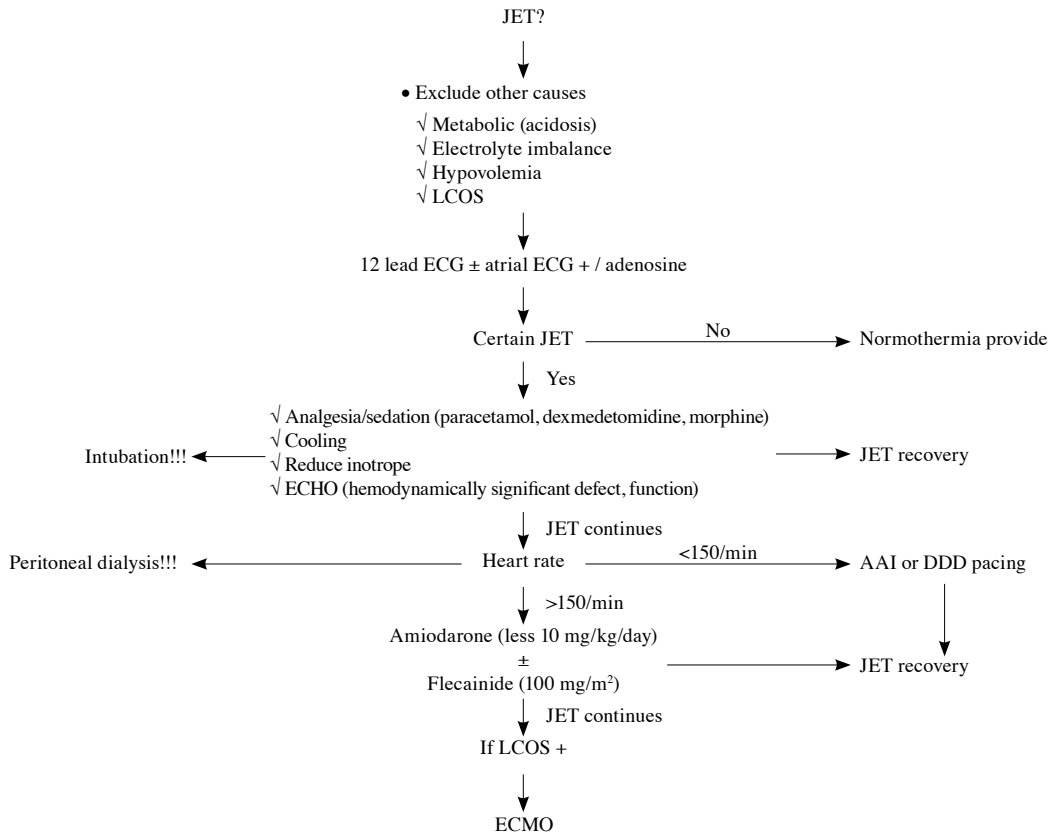 JET?
• Exclude other causes
√ Metabolic (acidosis)
√ Electrolyte imbalance
√ Hypovolemia
√ LCOS
12 lead ECG ± atrial ECG + / adenosine
Certain JET
No
Normothermia provide
Yes
√ Analgesia/sedation (paracetamol, dexmedetomidine, morphine)
√ Cooling
Intubation!!!
JET recovery
√ Reduce inotrope
√ ECHO (hemodynamically significant defect, function)
JET continues
Peritoneal dialysis!!!
Heart rate
<150/min
AAI or DDD pacing
>150/min
Amiodarone (less 10 mg/kg/day)
±
JET recovery
Flecainide (100 mg/m²)
JET continues
If LCOS +
ECMO